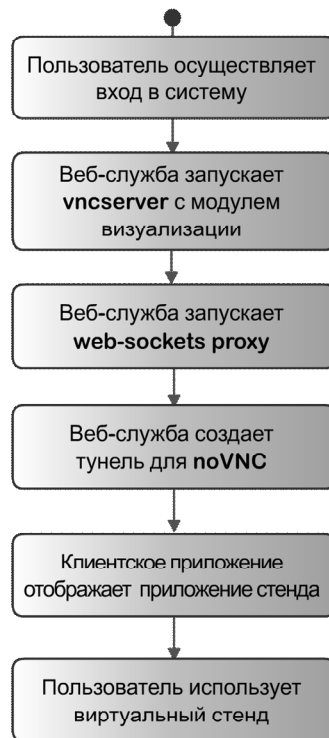 Пользователь осуществляет
вход в систему
Веб-служба запускает
vncserver с модулем
визуализации
Веб-служба запускает
web-sockets proxy
Веб-служба создает
тунель для noVNC
Клиентское приложение
отображает приложение стенда
Пользователь использует
виртуальный стенд